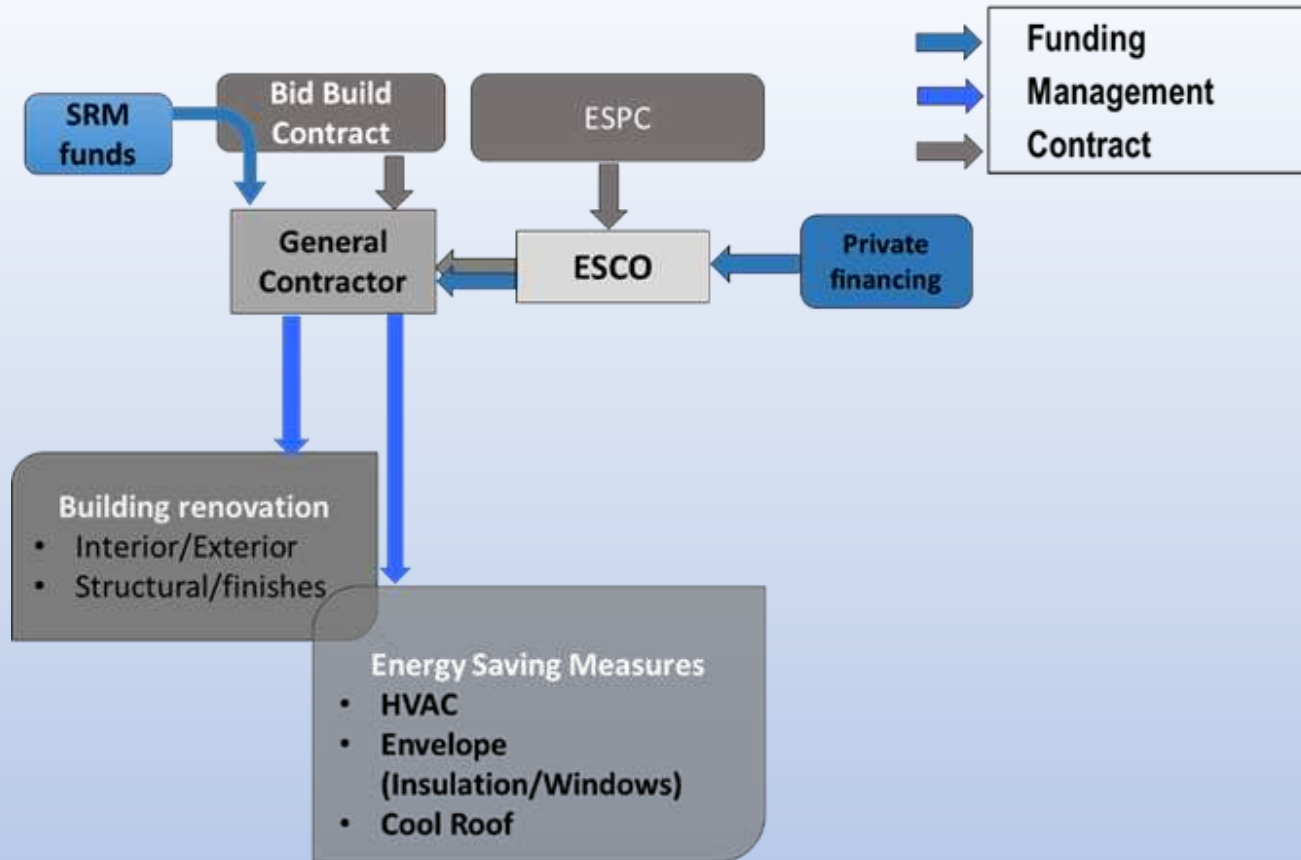 Funding
Management
Contract
SRM
funds
Bid Build
Contract
ESPC
General
Contractor
ESCO
Private
financing
Building renovation
• Interior/Exterior
• Structural/finishes
Energy Saving Measures
• HVAC
• Envelope
(Insulation/Windows)
• Cool Roof